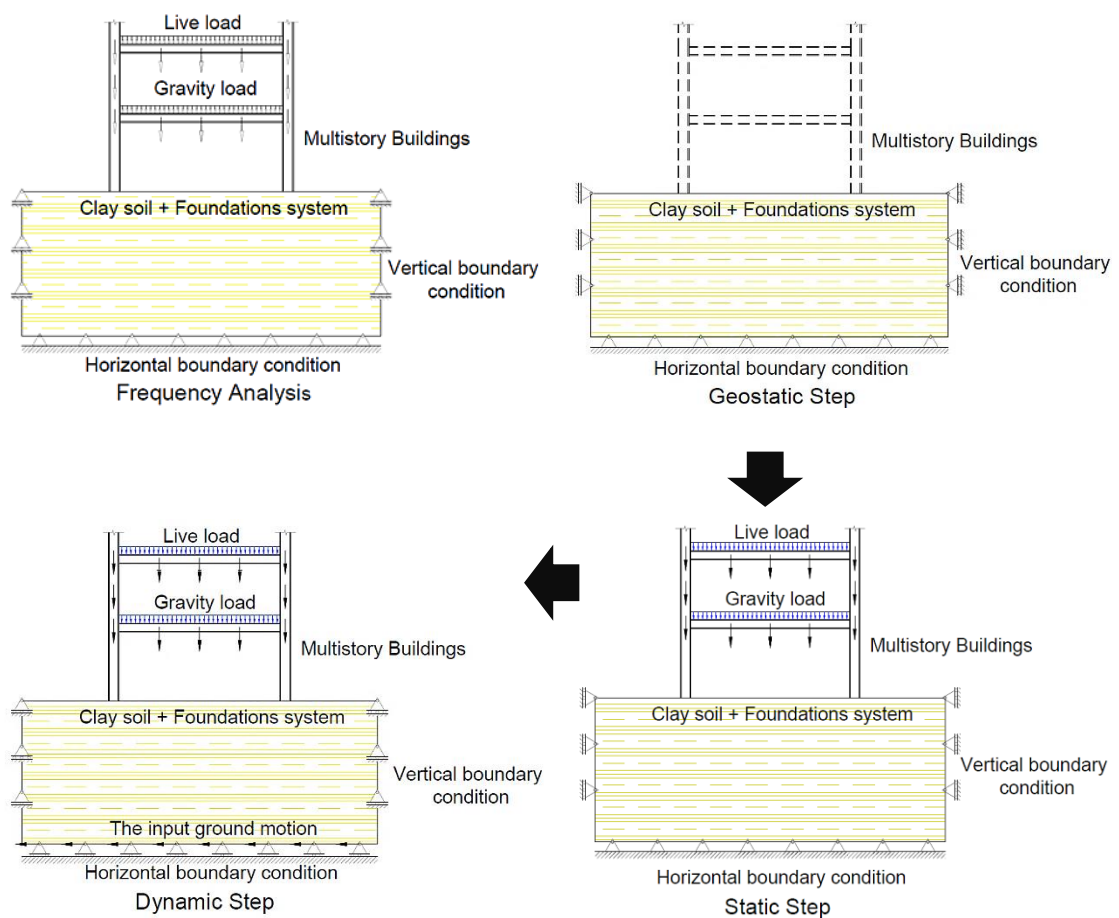 Live load
Gravity load
Multistory Buildings
Clay soil + Foundations system
Vertical boundary
condition
Horizontal boundary condition
Frequency Analysis
Multistory Buildings
Clay soil + Foundations system
Vertical boundary
condition
Horizontal boundary condition
Geostatic Step
Live load
Gravity load
Multistory Buildings
Clay soil + Foundations system
Vertical boundary
condition
The input ground motion
Horizontal boundary condition
Dynamic Step
Live load
Gravity load
Multistory Buildings
Clay soil + Foundations system
Vertical boundary
condition
Horizontal boundary condition
Static Step